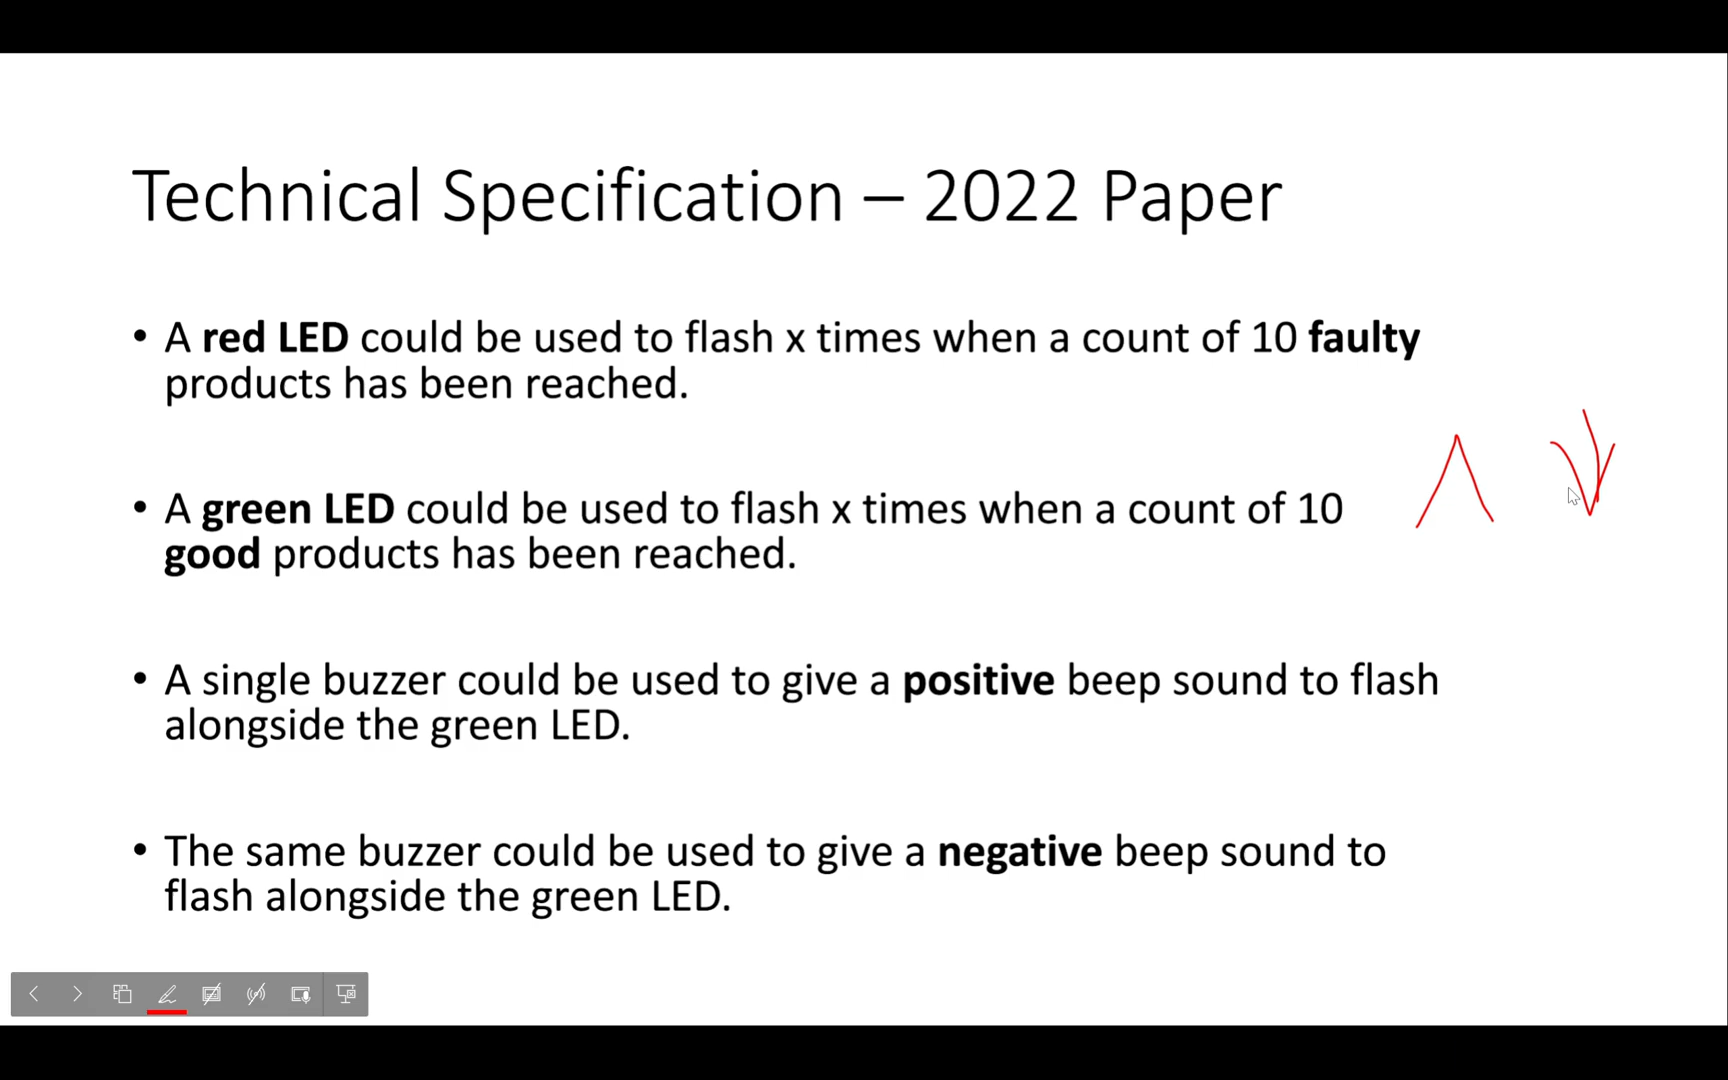 Technical Specification – 2022 Paper
• A red LED could be used to flash x times when a count of 10 faulty
products has been reached.
• A green LED could be used to flash x times when a count of 10
good products has been reached.
• A single buzzer could be used to give a positive beep sound to flash
alongside the green LED.
• The same buzzer could be used to give a negative beep sound to
flash alongside the green LED.